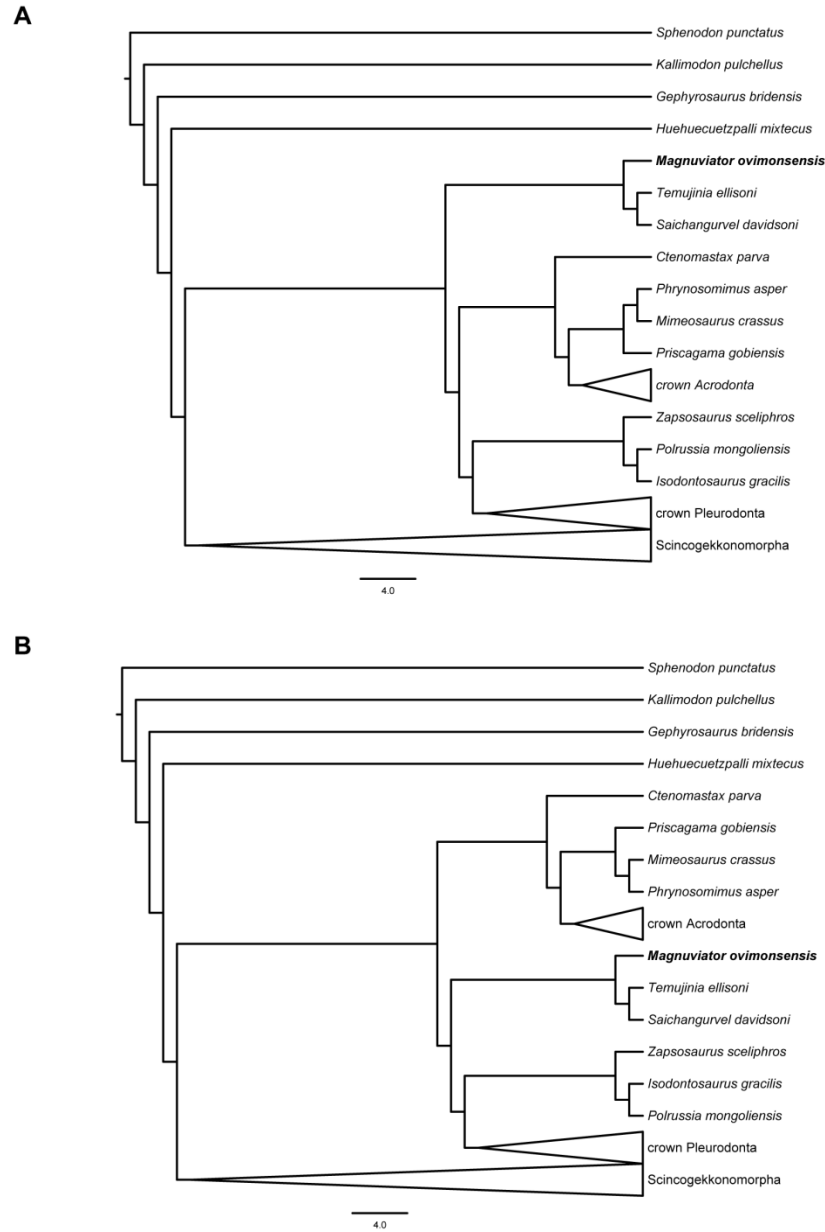 A
Sphenodon punctatus
Kallimodon pulchellus
Gephyrosaurus bridensis
Huehuecuetzpalli mixtecus
Magnuviator ovimonsensis
Temujinia ellisoni
Saichangurvel davidsoni
Ctenomastax parva
Phrynosomimus asper
Mimeosaurus crassus
Priscagama gobiensis
crown Acrodonta
Zapsosaurus sceliphros
Polrussia mongoliensis
Isodontosaurus gracilis
crown Pleurodonta
Scincogekkonomorpha
4.0
B
Sphenodon punctatus
Kallimodon pulchellus
Gephyrosaurus bridensis
Huehuecuetzpalli mixtecus
Ctenomastax parva
Priscagama gobiensis
Mimeosaurus crassus
Phrynosomimus asper
crown Acrodonta
Magnuviator ovimonsensis
Temujinia ellisoni
Saichangurvel davidsoni
Zapsosaurus sceliphros
Isodontosaurus gracilis
Polrussia mongoliensis
crown Pleurodonta
Scincogekkonomorpha
4.0